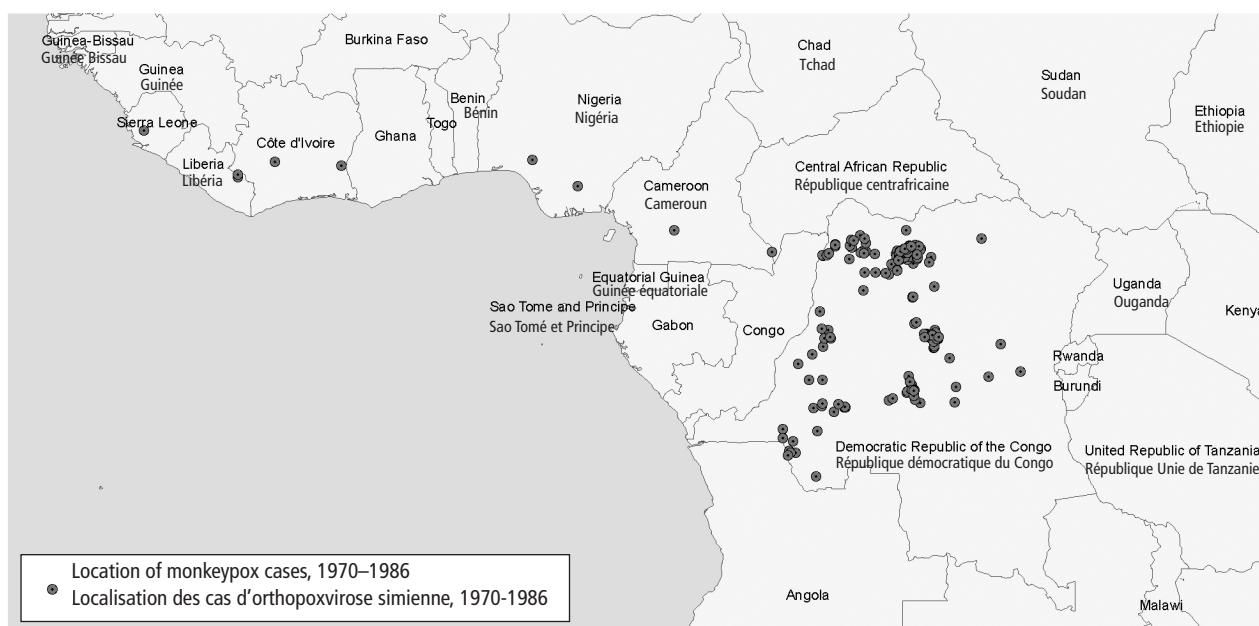 Guinea-Bissau
Guinée Bissau
Guinea
Guinée
Sierra Leone
Liberia
Libéria
Côte d'Ivoire
Burkina Faso
Ghana
Togo
Benin
Bénin
Nigeria
Nigéria
Chad
Tchad
Sudan
Soudan
Ethiopia
Ethiopie
Central African Republic
République centrafricaine
Cameroon
Cameroun
Equatorial Guinea
Guinée équatoriale
Sao Tome and Principe
Sao Tomé et Principe
Gabon
Congo
Uganda
Ouganda
Kenya
Rwanda
Burundi
Democratic Republic of the Congo
République démocratique du Congo
United Republic of Tanzania
République Unie de Tanzanie
Angola
Malawi
Location of monkeypox cases, 1970–1986
Localisation des cas d'orthopoxvirose simienne, 1970-1986